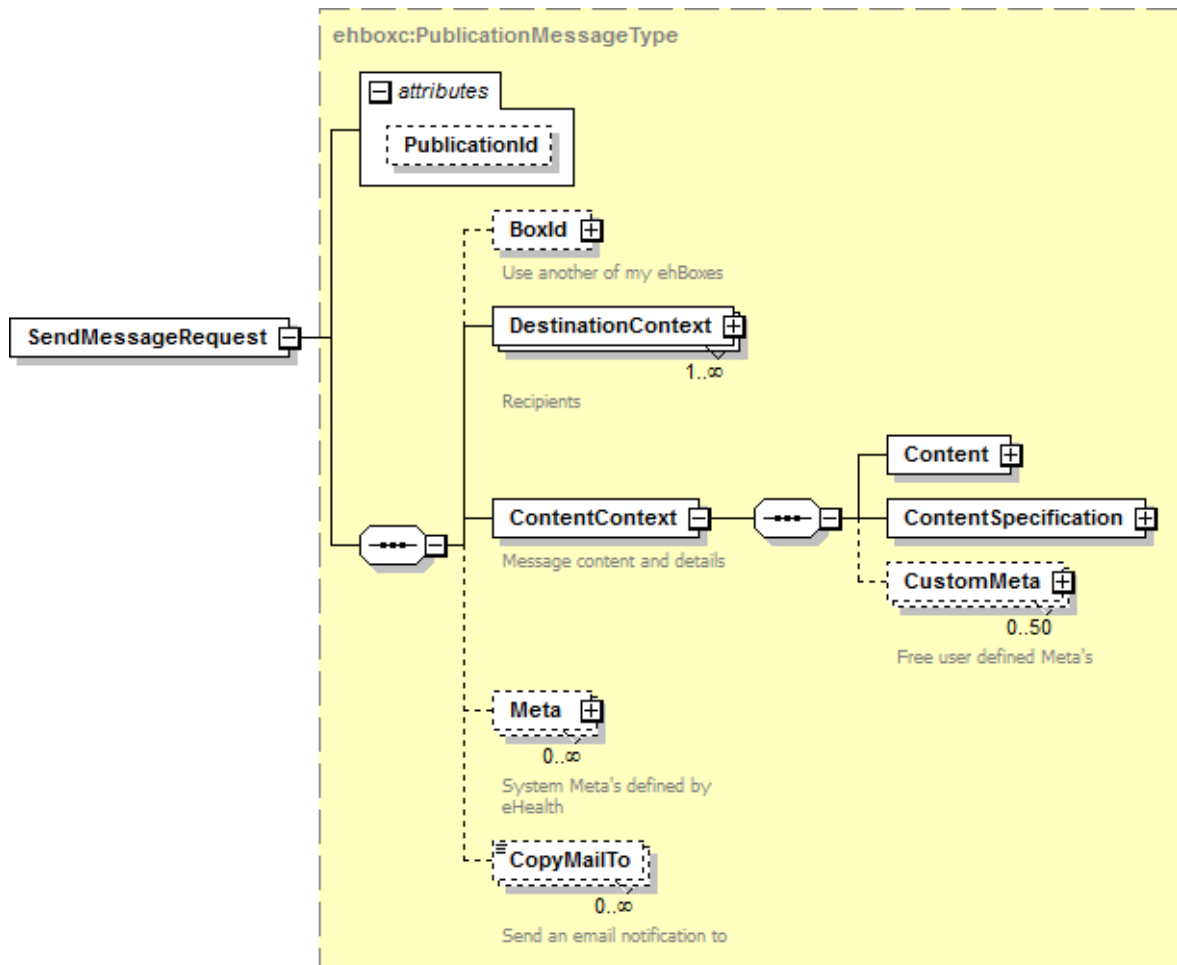 ehboxc:PublicationMessageType
attributes
PublicationId
BoxId
Use another of my ehBoxes
SendMessageRequest
DestinationContext
1..∞
Recipients
Content
ContentContext
ContentSpecification
Message content and details
CustomMeta
0..50
Free user defined Meta's
Meta
0..∞
System Meta's defined by
eHealth
CopyMailTo
0..∞
Send an email notification to